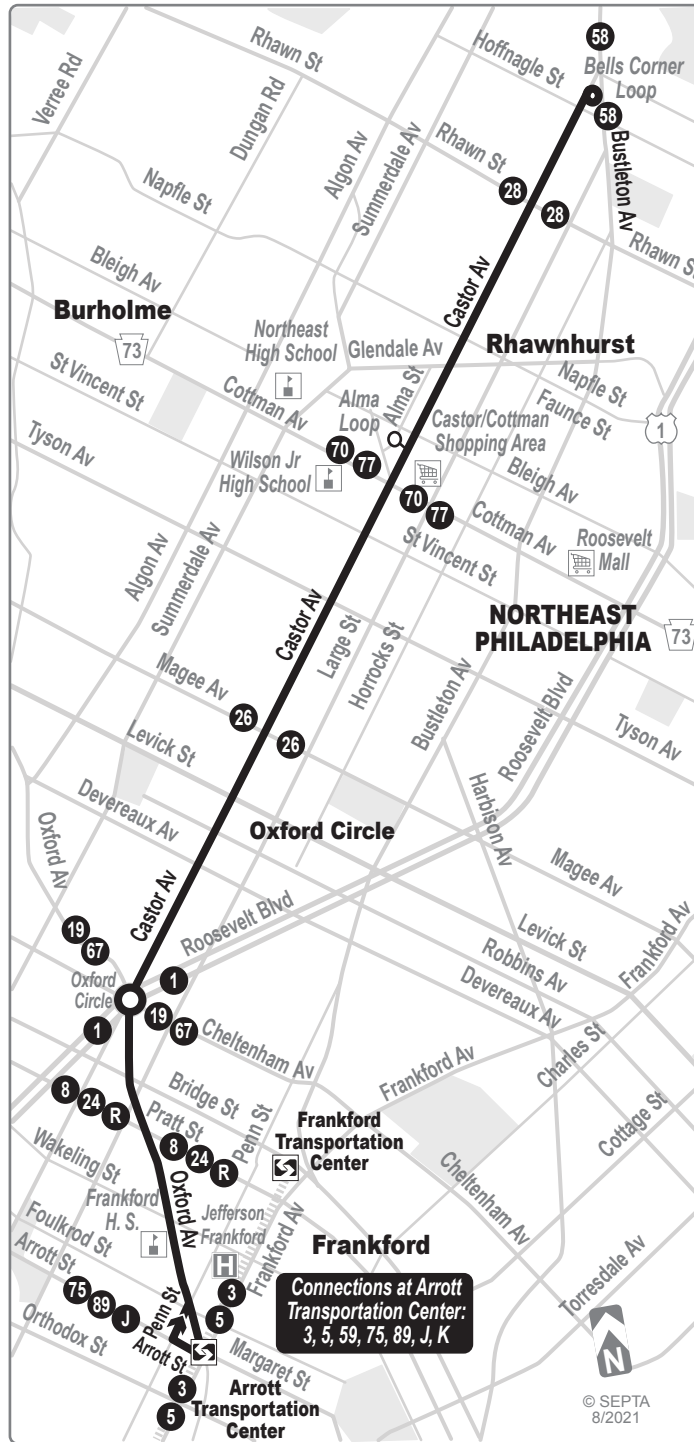 58
Hoffnagle St
Bells Corner
Loop
Rhawn St
Verree Rd
Dungan Rd
Algon Av
Summerdale Av
58
Bustleton Av
Rhawn St
28
28
Napfle St
Rhawn St
Bleigh Av
Castor Av
Burholme
73
Northeast
High School
Glendale Av
Rhawnhurst
Napfle St
Faunce St
1
St Vincent St
Cottman Av
Alma
Loop
Alma St
Castor/Cottman
Shopping Area
Tyson Av
Wilson Jr
High School
70
77
70
77
Bleigh Av
Cottman Av
St Vincent St
Roosevelt
Mall
Algon Av
Summerdale Av
Castor Av
Large St
Horrocks St
NORTHEAST
PHILADELPHIA
73
Magee Av
26
26
Bustleton Av
Roosevelt Blvd
Tyson Av
Levick St
Harbison Av
Devereaux Av
Oxford Circle
Oxford Av
Magee Av
Castor Av
Roosevelt Blvd
Levick St
Frankford Av
19
67
Robbins Av
Oxford
Circle
1
1
19
67
Devereaux Av
Cheltenham Av
Charles St
Frankford Av
Bridge St
Pratt St
Penn St
8
24
R
8
24
R
Frankford
Transportation
Center
Cottage St
Wakeling St
Cheltenham Av
Frankford
H. S.
Oxford Av
Jefferson
Frankford
H
Frankford Av
Frankford
Foulkrod St
Arrott St
Torresdale Av
75
89
J
Penn St
3
5
Connections at Arrott
Transportation Center:
3, 5, 59, 75, 89, J, K
Orthodox St
Arrott St
Margaret St
N
3
5
Arrott
Transportation
Center
© SEPTA
8/2021